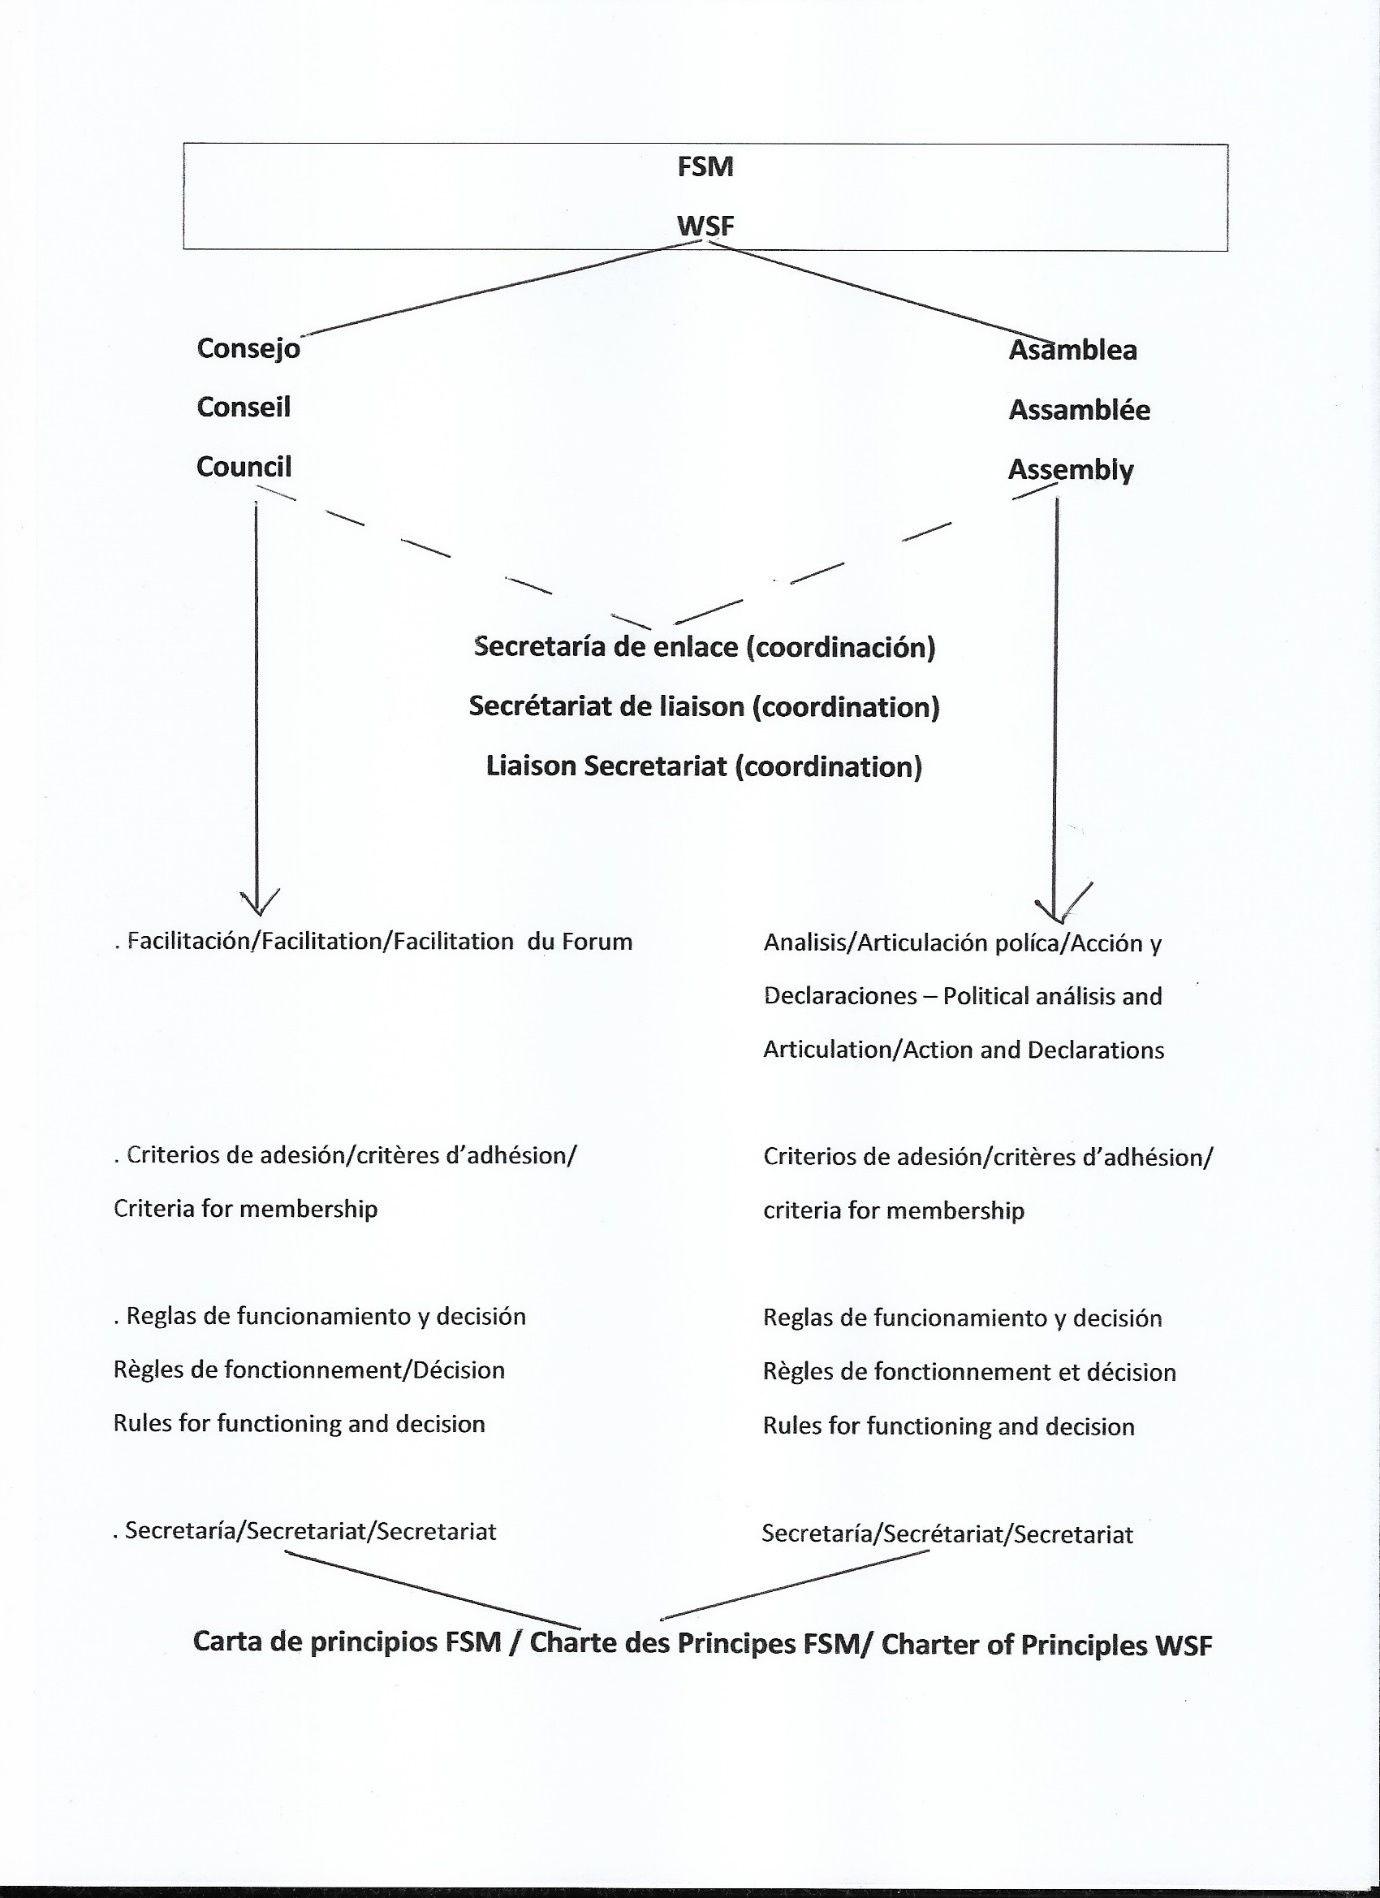 FSM
WSF
Consejo
Conseil
Council
Asamblea
Assamblée
Assembly
Secretaría de enlace (coordinación)
Secrétariat de liaison (coordination)
Liaison Secretariat (coordination)
. Facilitación/Facilitation/Facilitation du Forum
. Criterios de adesión/critères d’adhésion/
Criteria for membership
. Reglas de funcionamiento y decisión
Règles de fonctionnement/Décision
Rules for functioning and decision
. Secretaría/Secretariat/Secretariat
Analisis/Articulación políca/Acción y
Declaraciones – Political análisis and
Articulation/Action and Declarations
Criterios de adesión/critères d’adhésion/
criteria for membership
Reglas de funcionamiento y decisión
Règles de fonctionnement et décision
Rules for functioning and decision
Secretaría/Secrétariat/Secretariat
Carta de principios FSM / Charte des Principes FSM/ Charter of Principles WSF